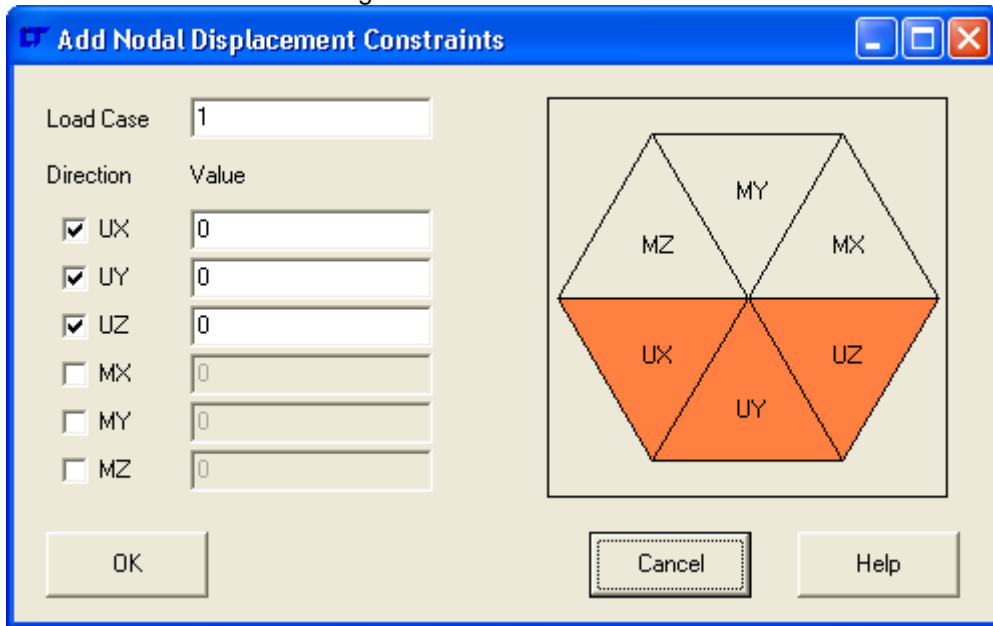 g
Add Nodal Displacement Constraints
Load Case 1
Direction Value
UX 0
UY 0
UZ 0
MX 0
MY 0
MZ 0
MY
MZ MX
UX UZ
UY
OK Cancel Help